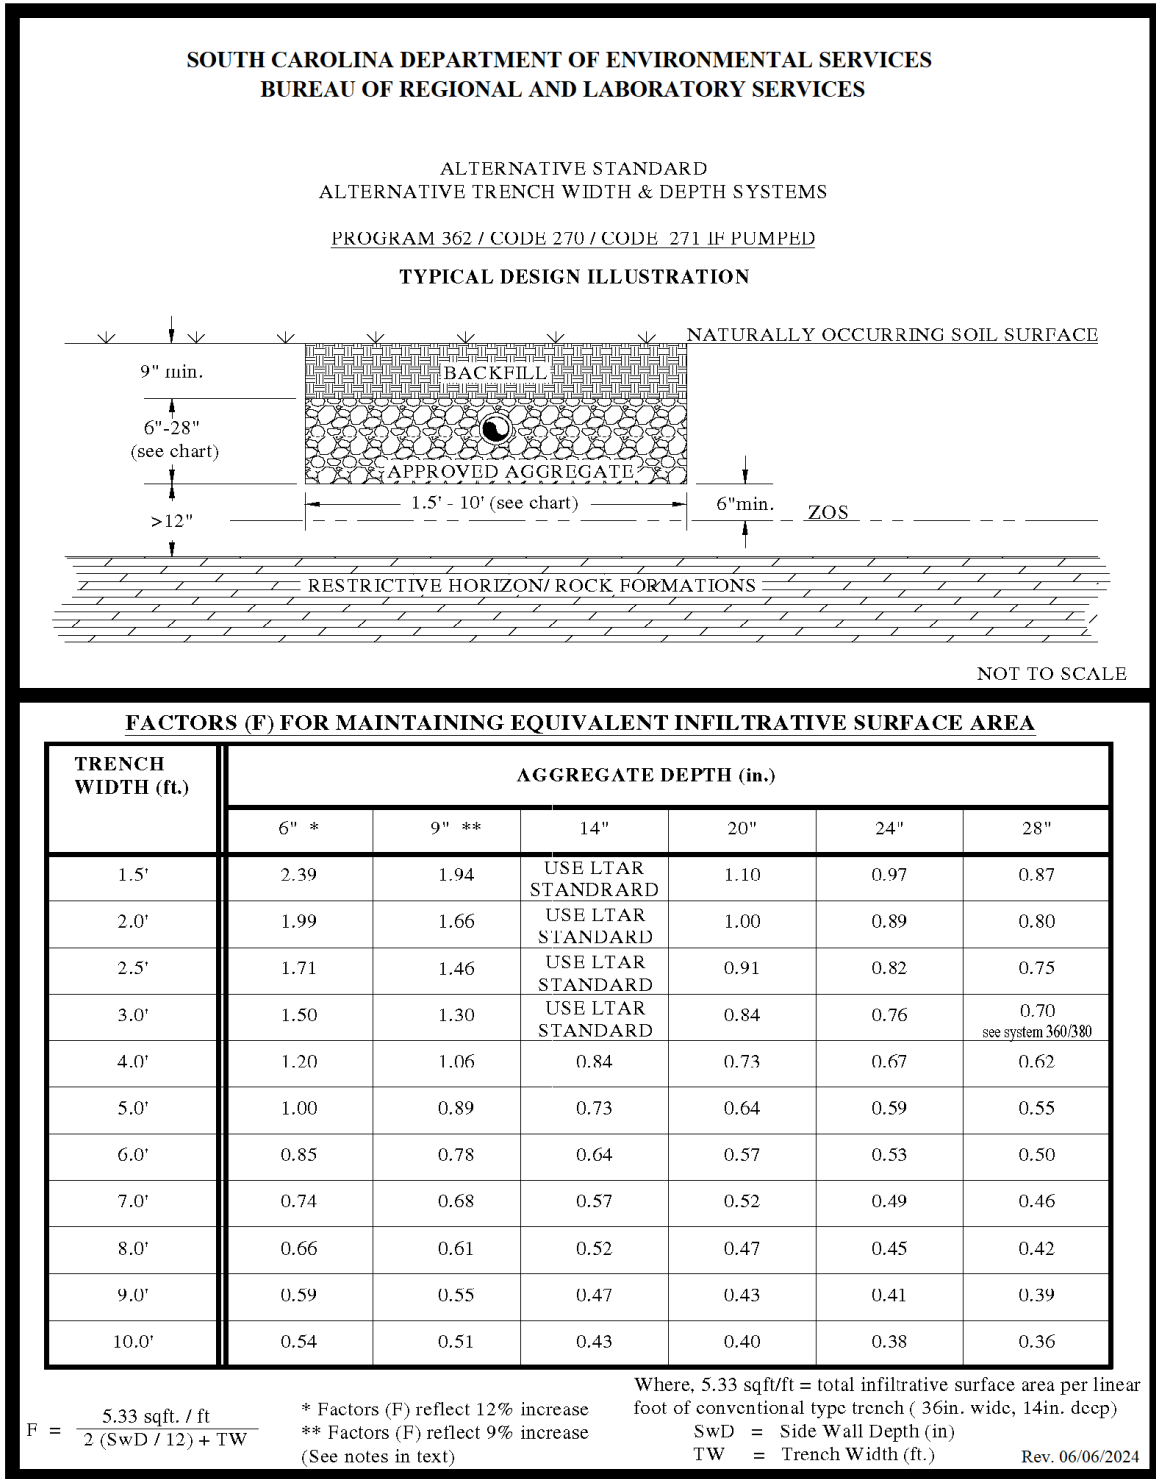 SOUTH CAROLINA DEPARTMENT OF ENVIRONMENTAL SERVICES
BUREAU OF REGIONAL AND LABORATORY SERVICES
ALTERNATIVE STANDARD
ALTERNATIVE TRENCH WIDTH & DEPTH SYSTEMS
PROGRAM 362 / CODE 270 / CODE 271 IF PUMPED
TYPICAL DESIGN ILLUSTRATION
NATURALLY OCCURRING SOIL SURFACE
9" min.
BACKFILL
6"-28"
(see chart)
APPROVED AGGREGATE
1.5' - 10' (see chart)
6"min.
>12"
ZOS
RESTRICTIVE HORIZON/ ROCK FORMATIONS
NOT TO SCALE
FACTORS (F) FOR MAINTAINING EQUIVALENT INFILTRATIVE SURFACE AREA
TRENCH
WIDTH (ft.)
AGGREGATE DEPTH (in.)
6" * 9" ** 14" 20" 24" 28"
1.5' 2.39 1.94 USE LTAR STANDRARD 1.10 0.97 0.87
2.0' 1.99 1.66 USE LTAR STANDARD 1.00 0.89 0.80
2.5' 1.71 1.46 USE LTAR STANDARD 0.91 0.82 0.75
3.0' 1.50 1.30 USE LTAR STANDARD 0.84 0.76 0.70 see system 360/380
4.0' 1.20 1.06 0.84 0.73 0.67 0.62
5.0' 1.00 0.89 0.73 0.64 0.59 0.55
6.0' 0.85 0.78 0.64 0.57 0.53 0.50
7.0' 0.74 0.68 0.57 0.52 0.49 0.46
8.0' 0.66 0.61 0.52 0.47 0.45 0.42
9.0' 0.59 0.55 0.47 0.43 0.41 0.39
10.0' 0.54 0.51 0.43 0.40 0.38 0.36
F = 5.33 sqft. / ft
2 (SwD / 12) + TW
* Factors (F) reflect 12% increase
** Factors (F) reflect 9% increase
(See notes in text)
Where, 5.33 sqft/ft = total infiltrative surface area per linear
foot of conventional type trench ( 36in. wide, 14in. deep)
SwD = Side Wall Depth (in)
TW = Trench Width (ft.)
Rev. 06/06/2024